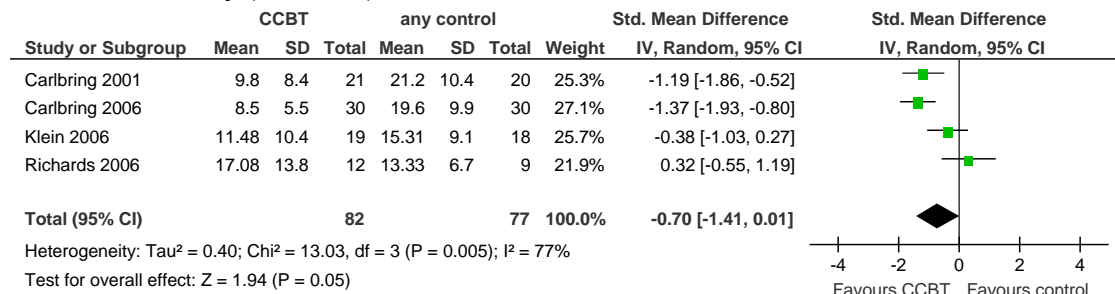 CCBT any control Std. Mean Difference Std. Mean Difference
Study or Subgroup Mean SD Total Mean SD Total Weight IV, Random, 95% CI IV, Random, 95% CI
Carlbring 2001 9.8 8.4 21 21.2 10.4 20 25.3% -1.19 [-1.86, -0.52]
Carlbring 2006 8.5 5.5 30 19.6 9.9 30 27.1% -1.37 [-1.93, -0.80]
Klein 2006 11.48 10.4 19 15.31 9.1 18 25.7% -0.38 [-1.03, 0.27]
Richards 2006 17.08 13.8 12 13.33 6.7 9 21.9% 0.32 [-0.55, 1.19]
Total (95% CI) 82 77 100.0% -0.70 [-1.41, 0.01]
Heterogeneity: Tau² = 0.40; Chi² = 13.03, df = 3 (P = 0.005); I² = 77%
Test for overall effect: Z = 1.94 (P = 0.05)
-4 -2 0 2 4
Favours CCBT Favours control